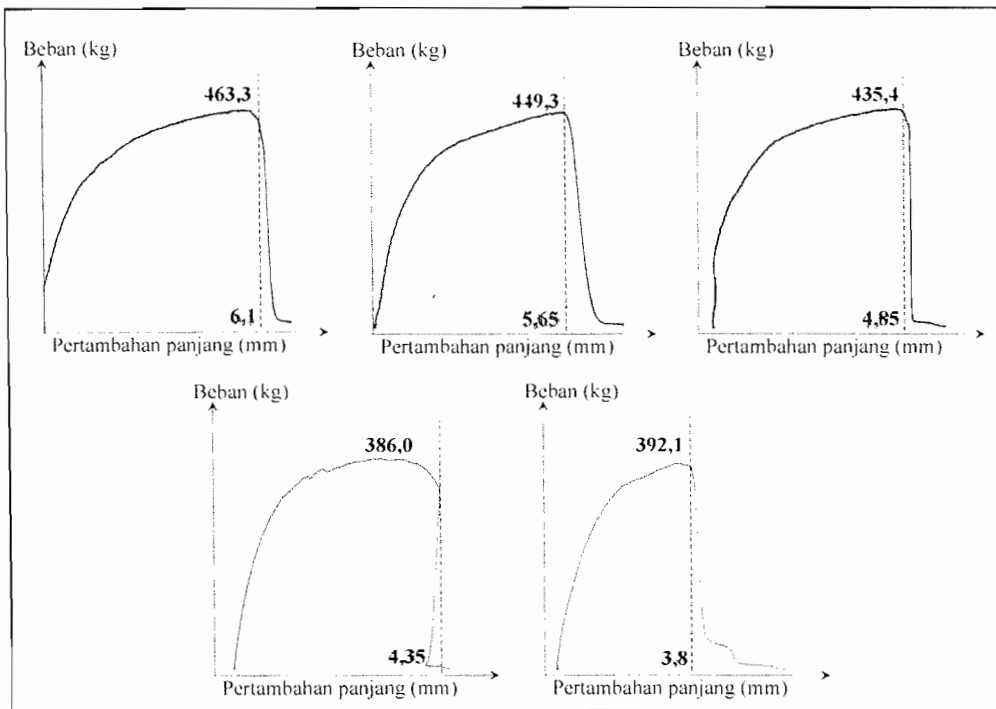 Beban (kg)
463,3
6,1
Pertambahan panjang (mm)
Beban (kg)
449,3
5,65
Pertambahan panjang (mm)
Beban (kg)
435,4
4,85
Pertambahan panjang (mm)
Beban (kg)
386,0
4,35
Pertambahan panjang (mm)
Beban (kg)
392,1
3,8
Pertambahan panjang (mm)